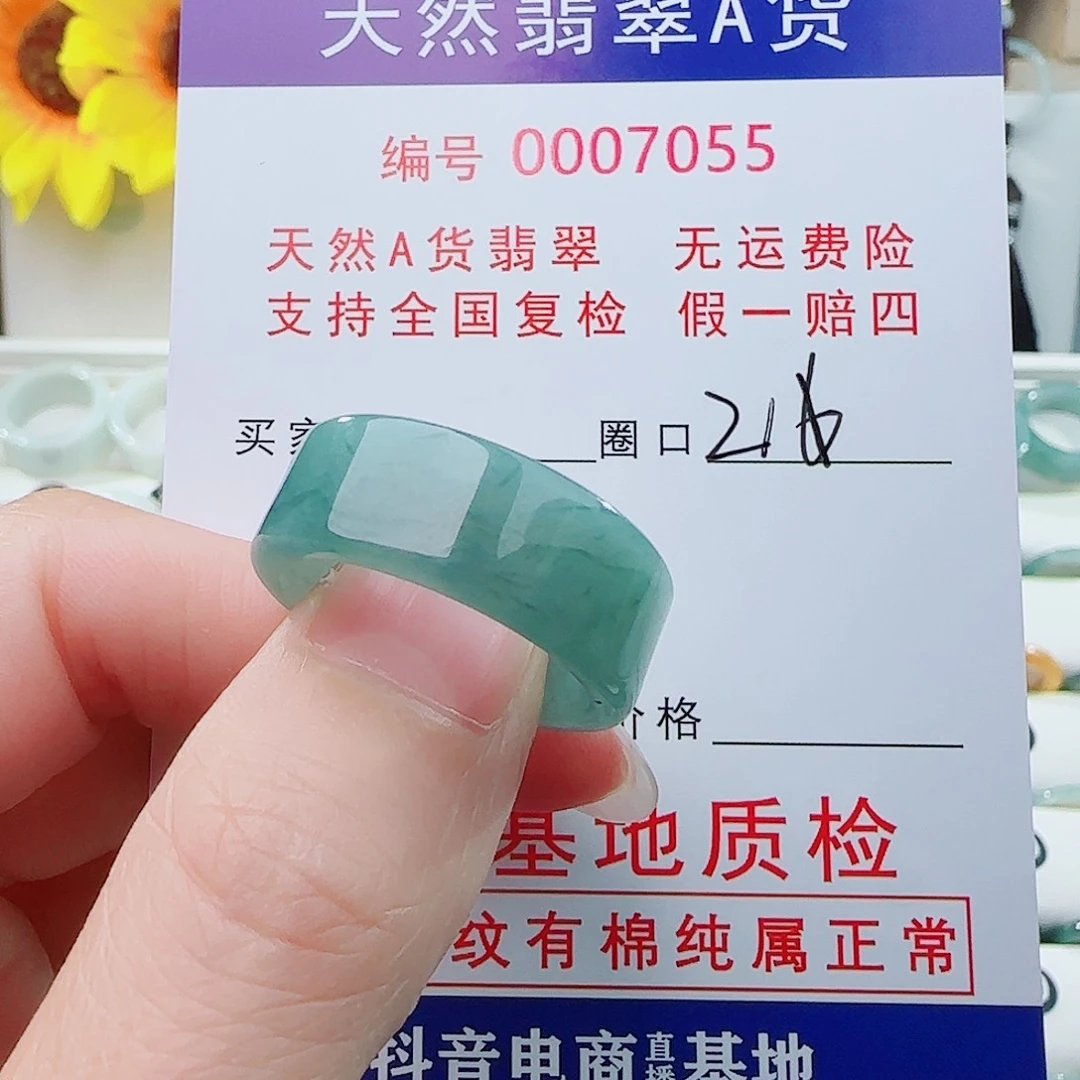 天然翡翠A货
编号 0007055
天然A货翡翠 无运费险
支持全国复检 假一赔四
买家 圈口 216
价格
基地质检
纹有棉纯属正常
抖音电商直播基地